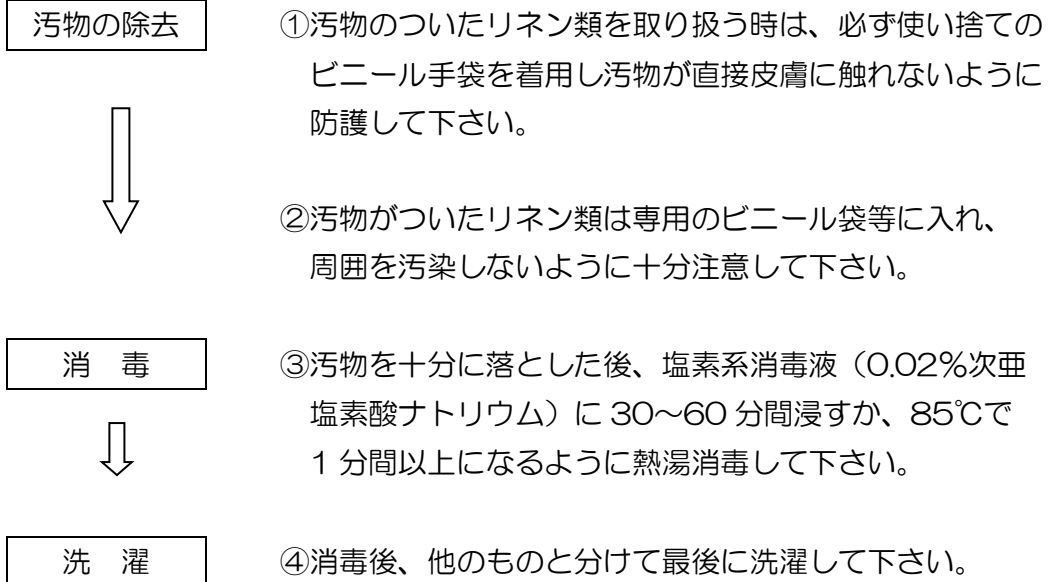 汚物の除去
①汚物のついたリネン類を取り扱う時は、必ず使い捨ての
ビニール手袋を着用し汚物が直接皮膚に触れないように
防護して下さい。
②汚物がついたリネン類は専用のビニール袋等に入れ、
周囲を汚染しないように十分注意して下さい。
消 毒
③汚物を十分に落とした後、塩素系消毒液（0.02%次亜
塩素酸ナトリウム）に 30～60 分間浸すか、85℃で
1 分間以上になるように熱湯消毒して下さい。
洗 濯
④消毒後、他のものと分けて最後に洗濯して下さい。